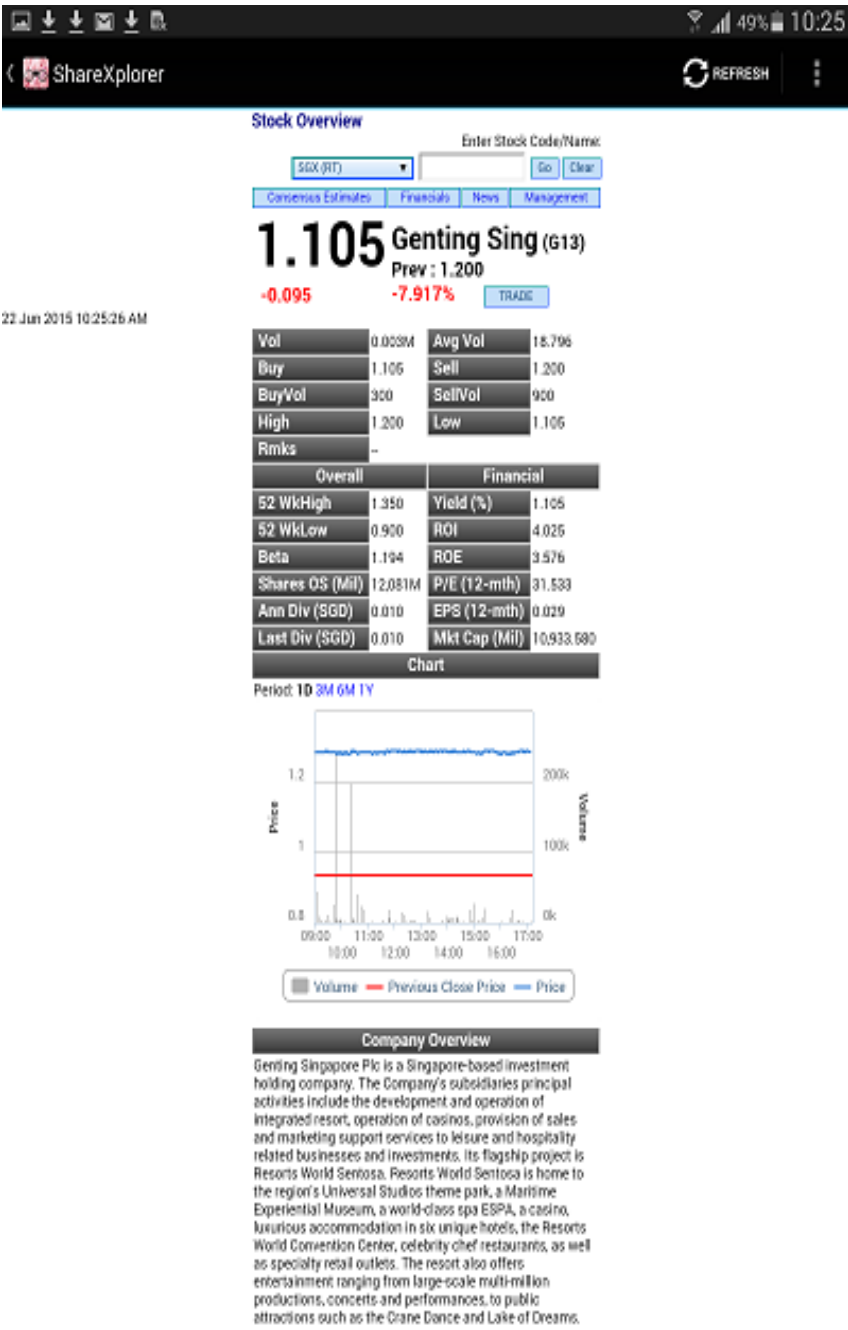 49% 10:25
ShareXplorer
REFRESH
Stock Overview
Enter Stock Code/Name:
SGX (RT) Go Clear
Consensus Estimates Financials News Management
1.105 Genting Sing (G13)
Prev : 1.200
-0.095 -7.917% TRADE
22 Jun 2015 10:25:26 AM
Vol 0.003M Avg Vol 18.796
Buy 1.105 Sell 1.200
BuyVol 300 SellVol 900
High 1.200 Low 1.105
Rmks --
Overall Financial
52 WkHigh 1.350 Yield (%) 1.105
52 WkLow 0.900 ROI 4.025
Beta 1.194 ROE 3.576
Shares OS (Mil) 12,081M P/E (12-mth) 31.533
Ann Div (SGD) 0.010 EPS (12-mth) 0.029
Last Div (SGD) 0.010 Mkt Cap (Mil) 10,933.580
Chart
Period: 1D 3M 6M 1Y
1.2 200k
Price Volume
1 100k
0.8 0k
09:00 11:00 13:00 15:00 17:00
10:00 12:00 14:00 16:00
Volume Previous Close Price Price
Company Overview
Genting Singapore Plc is a Singapore-based investment
holding company. The Company's subsidiaries principal
activities include the development and operation of
integrated resort, operation of casinos, provision of sales
and marketing support services to leisure and hospitality
related businesses and investments. Its flagship project is
Resorts World Sentosa. Resorts World Sentosa is home to
the region's Universal Studios theme park, a Maritime
Experiential Museum, a world-class spa ESPA, a casino,
luxurious accommodation in six unique hotels, the Resorts
World Convention Center, celebrity chef restaurants, as well
as specialty retail outlets. The resort also offers
entertainment ranging from large-scale multi-million
productions, concerts and performances, to public
attractions such as the Crane Dance and Lake of Dreams.